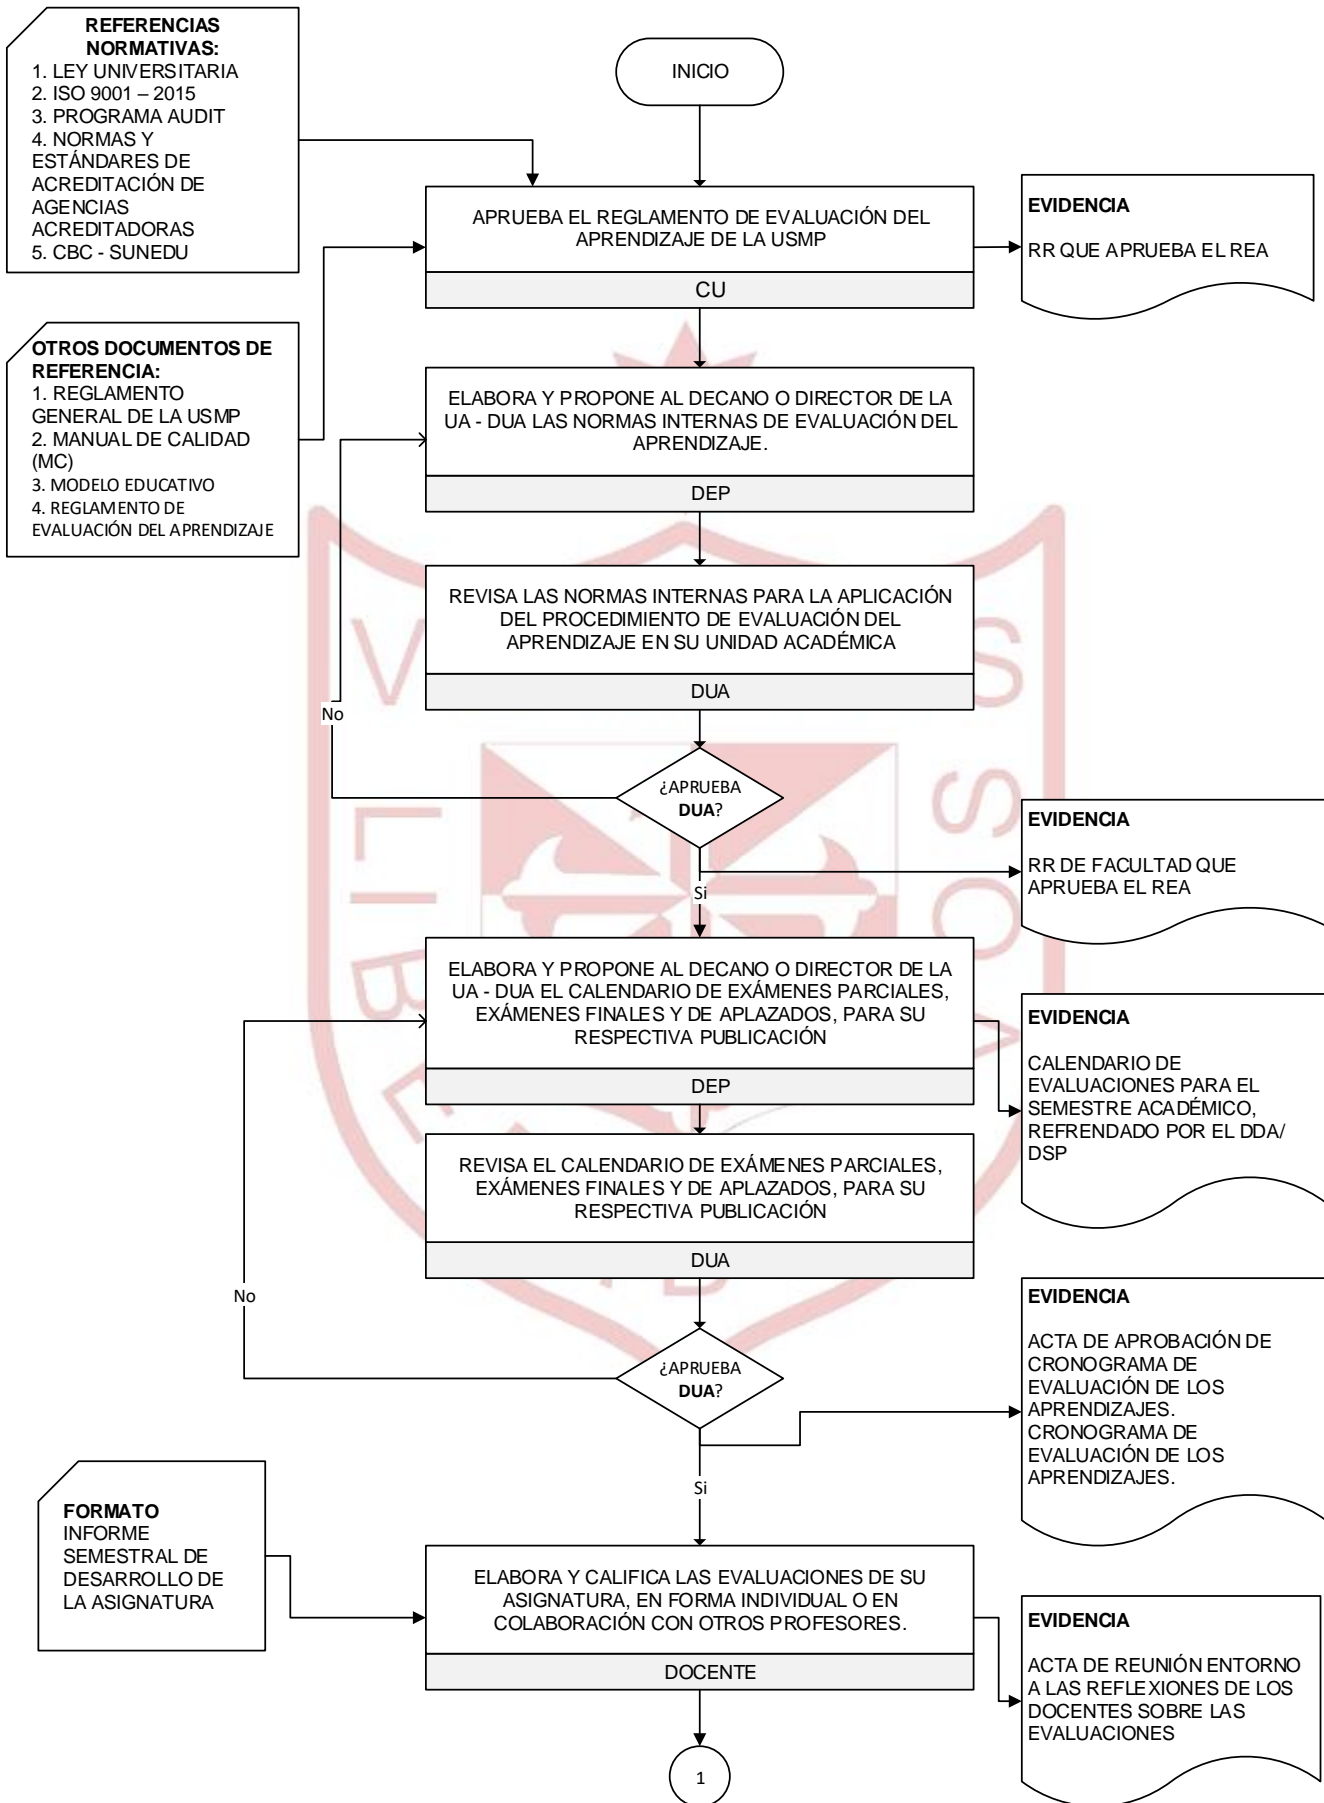 REFERENCIAS
NORMATIVAS:
1. LEY UNIVERSITARIA
2. ISO 9001 – 2015
3. PROGRAMA AUDIT
4. NORMAS Y
ESTÁNDARES DE
ACREDITACIÓN DE
AGENCIAS
ACREDITADORAS
5. CBC - SUNEDU
INICIO
APRUEBA EL REGLAMENTO DE EVALUACIÓN DEL
APRENDIZAJE DE LA USMP
CU
EVIDENCIA
RR QUE APRUEBA EL REA
OTROS DOCUMENTOS DE
REFERENCIA:
1. REGLAMENTO
GENERAL DE LA USMP
2. MANUAL DE CALIDAD
(MC)
3. MODELO EDUCATIVO
4. REGLAMENTO DE
EVALUACIÓN DEL APRENDIZAJE
ELABORA Y PROPONE AL DECANO O DIRECTOR DE LA
UA - DUA LAS NORMAS INTERNAS DE EVALUACIÓN DEL
APRENDIZAJE.
DEP
REVISA LAS NORMAS INTERNAS PARA LA APLICACIÓN
DEL PROCEDIMIENTO DE EVALUACIÓN DEL
APRENDIZAJE EN SU UNIDAD ACADÉMICA
DUA
No
¿APRUEBA
DUA?
Si
EVIDENCIA
RR DE FACULTAD QUE
APRUEBA EL REA
ELABORA Y PROPONE AL DECANO O DIRECTOR DE LA
UA - DUA EL CALENDARIO DE EXÁMENES PARCIALES,
EXÁMENES FINALES Y DE APLAZADOS, PARA SU
RESPECTIVA PUBLICACIÓN
DEP
EVIDENCIA
CALENDARIO DE
EVALUACIONES PARA EL
SEMESTRE ACADÉMICO,
REFRENDADO POR EL DDA/
DSP
REVISA EL CALENDARIO DE EXÁMENES PARCIALES,
EXÁMENES FINALES Y DE APLAZADOS, PARA SU
RESPECTIVA PUBLICACIÓN
DUA
No
¿APRUEBA
DUA?
Si
EVIDENCIA
ACTA DE APROBACIÓN DE
CRONOGRAMA DE
EVALUACIÓN DE LOS
APRENDIZAJES.
CRONOGRAMA DE
EVALUACIÓN DE LOS
APRENDIZAJES.
FORMATO
INFORME
SEMESTRAL DE
DESARROLLO DE
LA ASIGNATURA
ELABORA Y CALIFICA LAS EVALUACIONES DE SU
ASIGNATURA, EN FORMA INDIVIDUAL O EN
COLABORACIÓN CON OTROS PROFESORES.
DOCENTE
EVIDENCIA
ACTA DE REUNIÓN ENTORNO
A LAS REFLEXIONES DE LOS
DOCENTES SOBRE LAS
EVALUACIONES
1